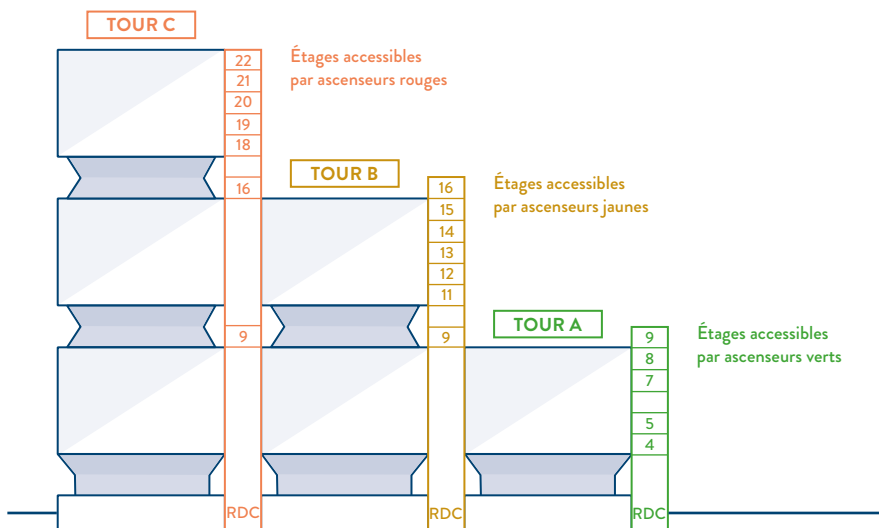 TOUR C
22
21
20
19
18
16
9
RDC
Étages accessibles
par ascenseurs rouges
TOUR B
16
15
14
13
12
11
9
RDC
Étages accessibles
par ascenseurs jaunes
TOUR A
9
8
7
5
4
RDC
Étages accessibles
par ascenseurs verts